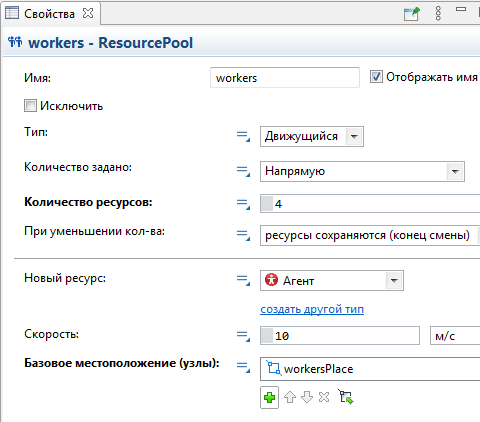 Свойства
workers - ResourcePool
Имя: workers Отображать имя
Исключить
Тип: Движущийся
Количество задано: Напрямую
Количество ресурсов: 4
При уменьшении кол-ва: ресурсы сохраняются (конец смены)
Новый ресурс: Агент
создать другой тип
Скорость: 10 м/с
Базовое местоположение (узлы): workersPlace